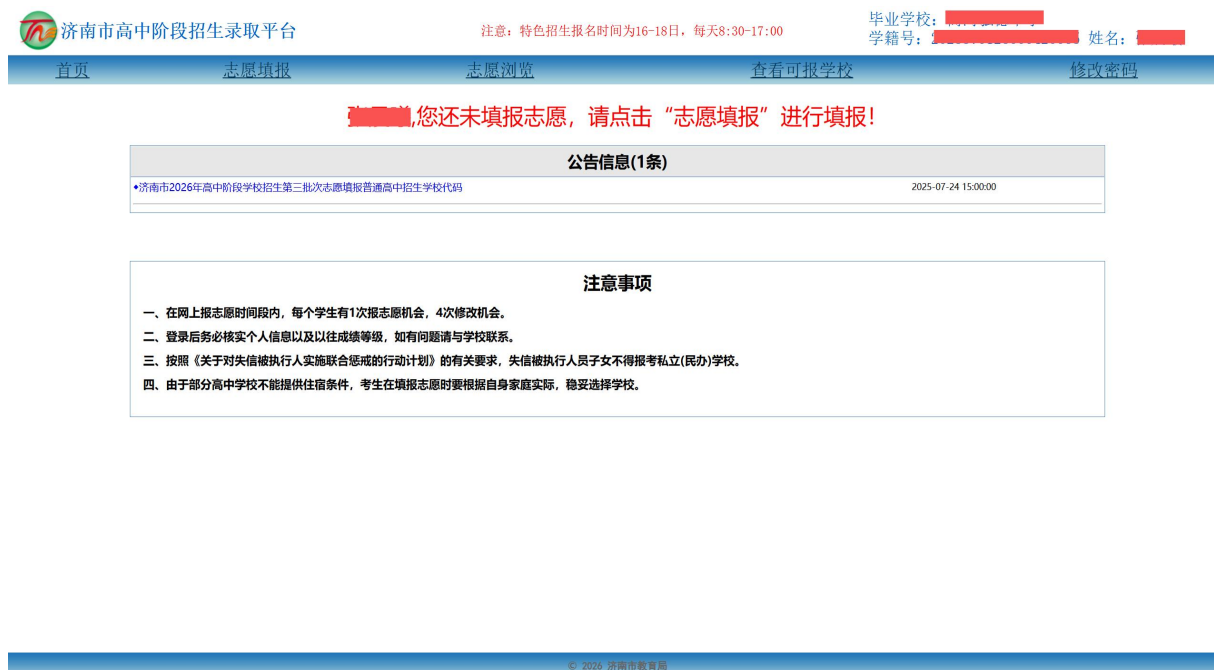 济南市高中阶段招生录取平台
注意: 特色招生报名时间为16-18日, 每天8:30-17:00
毕业学校:
学籍号: 姓名:
首页 志愿填报 志愿浏览 查看可报学校 修改密码
,您还未填报志愿，请点击“志愿填报”进行填报！
公告信息(1条)
◆济南市2026年高中阶段学校招生第三批次志愿填报普通高中招生学校代码 2025-07-24 15:00:00
注意事项
一、在网上报志愿时间段内，每个学生有1次报志愿机会，4次修改机会。
二、登录后务必核实个人信息以及以往成绩等级，如有问题请与学校联系。
三、按照《关于对失信被执行人实施联合惩戒的行动计划》的有关要求，失信被执行人员子女不得报考私立(民办)学校。
四、由于部分高中学校不能提供住宿条件，考生在填报志愿时要根据自身家庭实际，稳妥选择学校。
© 2026 济南市教育局